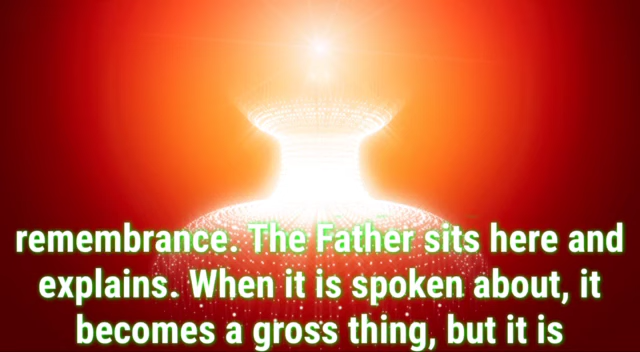 remembrance. The Father sits here and
explains. When it is spoken about, it
becomes a gross thing, but it is